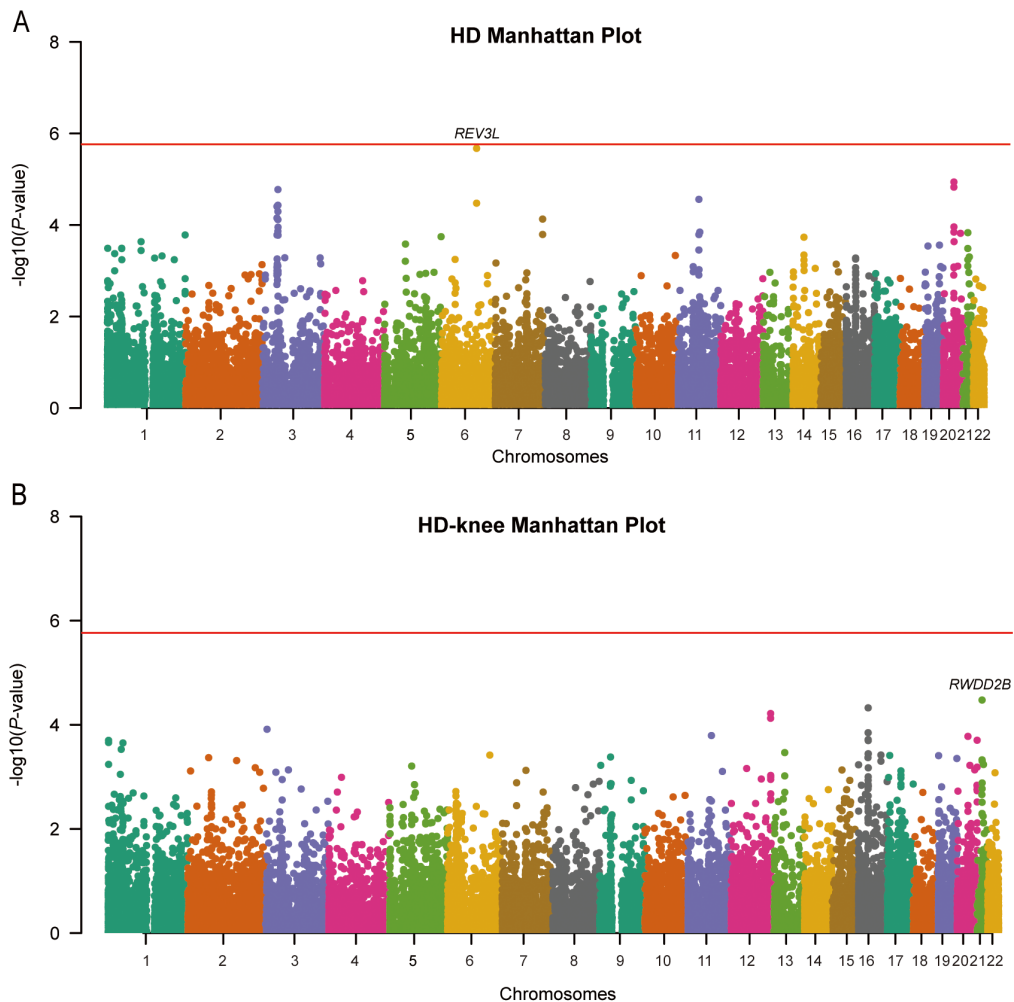 A
HD Manhattan Plot
8
6
4
2
0
-log10(P-value)
REV3L
1 2 3 4 5 6 7 8 9 10 11 12 13 14 15 16 17 18 19 20 21 22
Chromosomes
B
HD-knee Manhattan Plot
8
6
4
2
0
-log10(P-value)
RWDD2B
1 2 3 4 5 6 7 8 9 10 11 12 13 14 15 16 17 18 19 20 21 22
Chromosomes